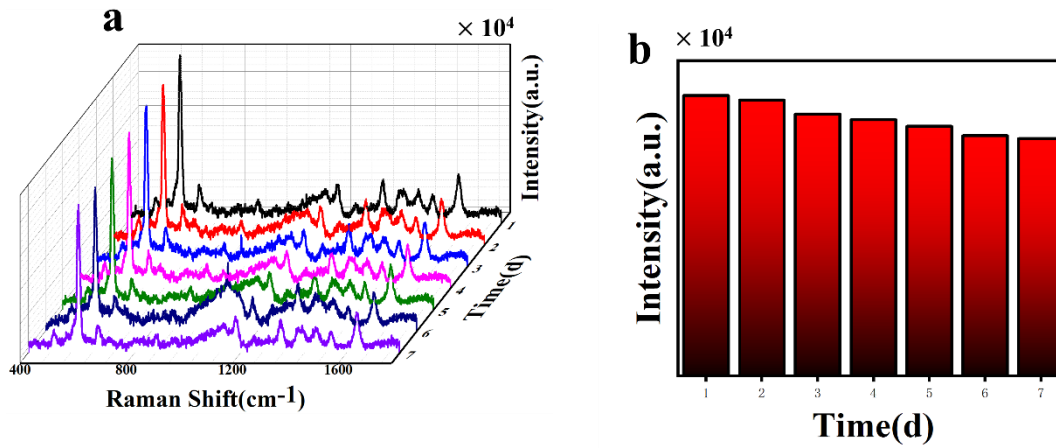 a
× 10⁴
Intensity(a.u.)
1
2
3
4
5
6
7
Time(d)
400
800
1200
1600
Raman Shift(cm⁻¹)
b
× 10⁴
Intensity(a.u.)
1 2 3 4 5 6 7
Time(d)